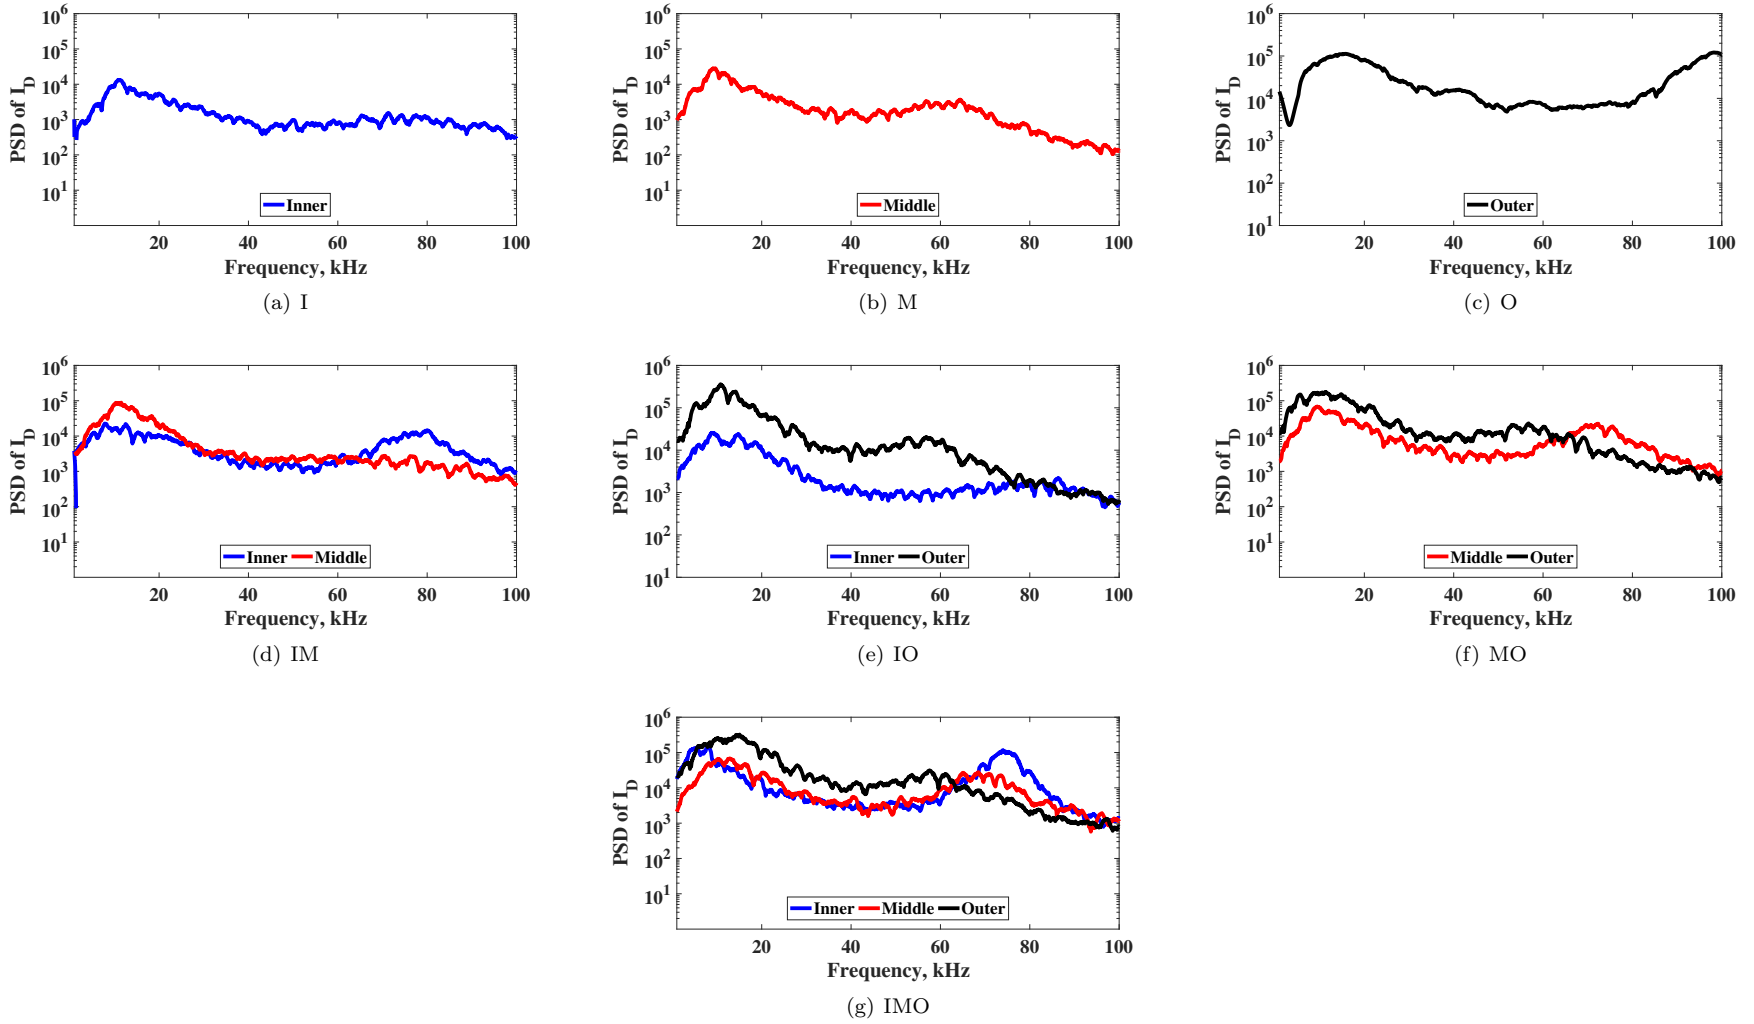 10^6
10^5
10^4
10^3
10^2
10^1
PSD of I_D
Inner
20 40 60 80 100
Frequency, kHz
(a) I
10^6
10^5
10^4
10^3
10^2
10^1
PSD of I_D
Middle
20 40 60 80 100
Frequency, kHz
(b) M
10^6
10^5
10^4
10^3
10^2
10^1
PSD of I_D
Outer
20 40 60 80 100
Frequency, kHz
(c) O
10^6
10^5
10^4
10^3
10^2
10^1
PSD of I_D
Inner Middle
20 40 60 80 100
Frequency, kHz
(d) IM
10^6
10^5
10^4
10^3
10^2
10^1
PSD of I_D
Inner Outer
20 40 60 80 100
Frequency, kHz
(e) IO
10^6
10^5
10^4
10^3
10^2
10^1
PSD of I_D
Middle Outer
20 40 60 80 100
Frequency, kHz
(f) MO
10^6
10^5
10^4
10^3
10^2
10^1
PSD of I_D
Inner Middle Outer
20 40 60 80 100
Frequency, kHz
(g) IMO